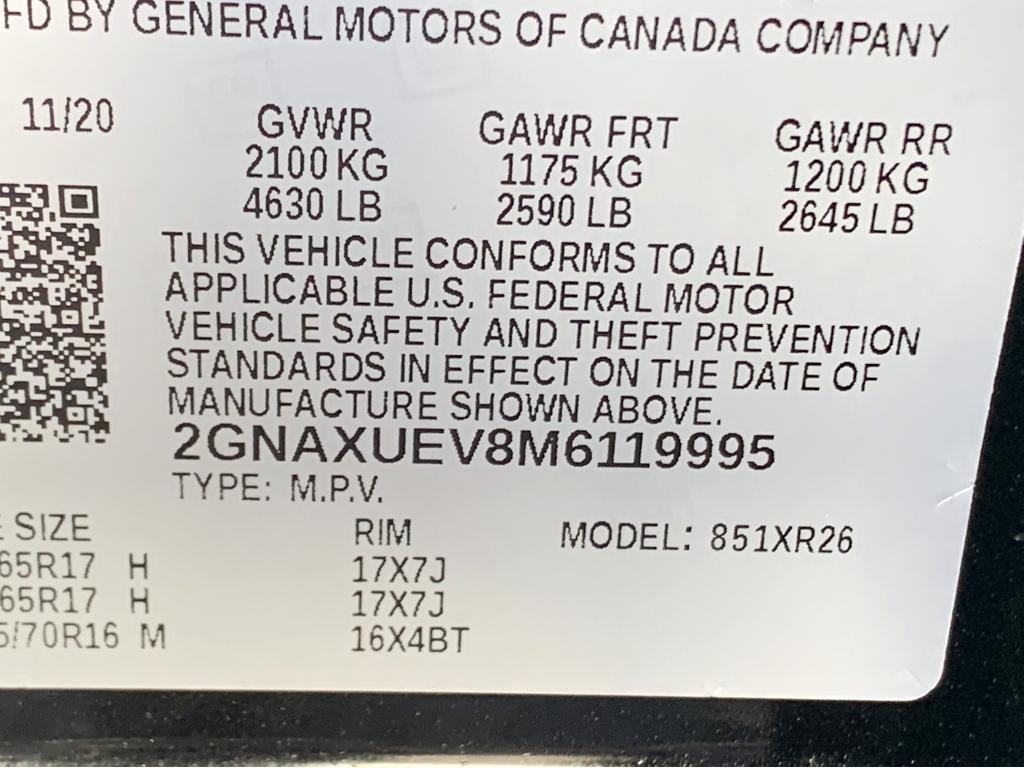 FD BY GENERAL MOTORS OF CANADA COMPANY
11/20 GVWR GAWR FRT GAWR RR
2100 KG 1175 KG 1200 KG
4630 LB 2590 LB 2645 LB
THIS VEHICLE CONFORMS TO ALL
APPLICABLE U.S. FEDERAL MOTOR
VEHICLE SAFETY AND THEFT PREVENTION
STANDARDS IN EFFECT ON THE DATE OF
MANUFACTURE SHOWN ABOVE.
2GNAXUEV8M6119995
TYPE: M.P.V.
SIZE RIM MODEL: 851XR26
65R17 H 17X7J
65R17 H 17X7J
5/70R16 M 16X4BT